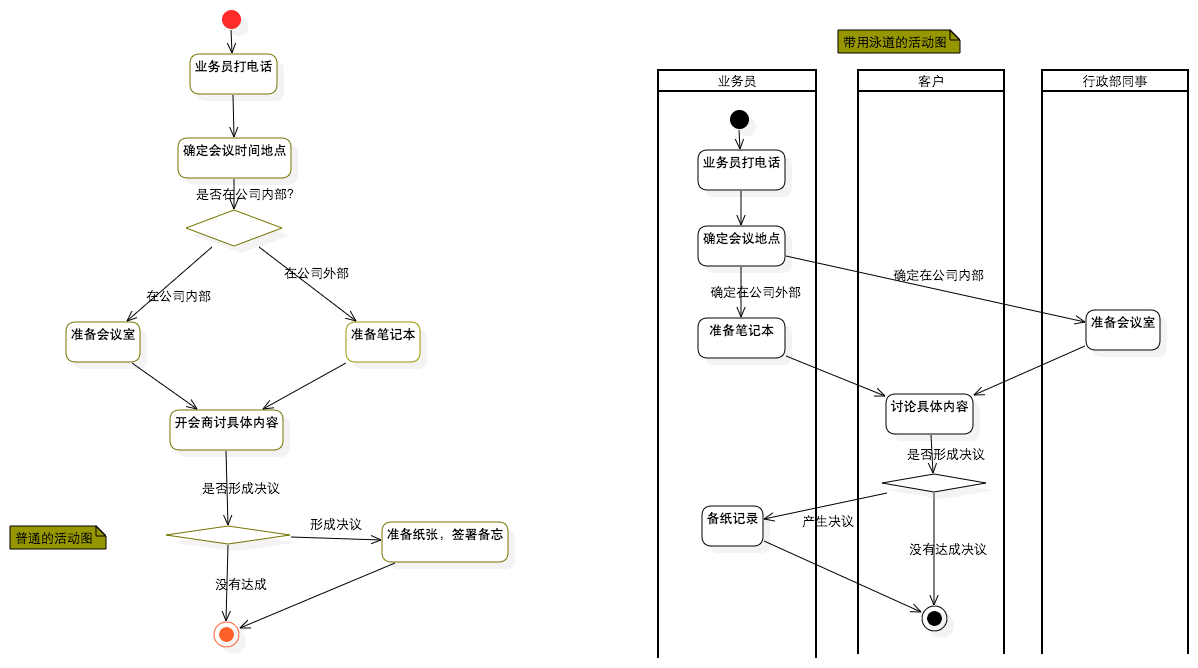 业务员打电话
确定会议时间地点
是否在公司内部?
在公司外部
在公司内部
准备会议室
准备笔记本
开会商讨具体内容
是否形成决议
形成决议
准备纸张，签署备忘
普通的活动图
没有达成
带用泳道的活动图
业务员
客户
行政部同事
业务员打电话
确定会议地点
确定在公司内部
确定在公司外部
准备会议室
准备笔记本
讨论具体内容
是否形成决议
备纸记录
产生决议
没有达成决议